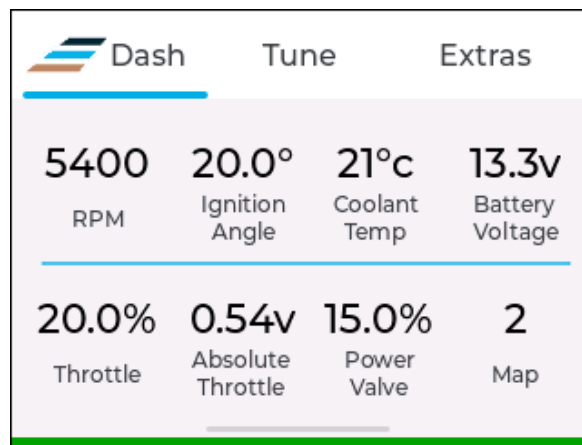 Dash Tune Extras
5400 20.0° 21°c 13.3v
RPM Ignition Angle Coolant Temp Battery Voltage
20.0% 0.54v 15.0% 2
Throttle Absolute Throttle Power Valve Map